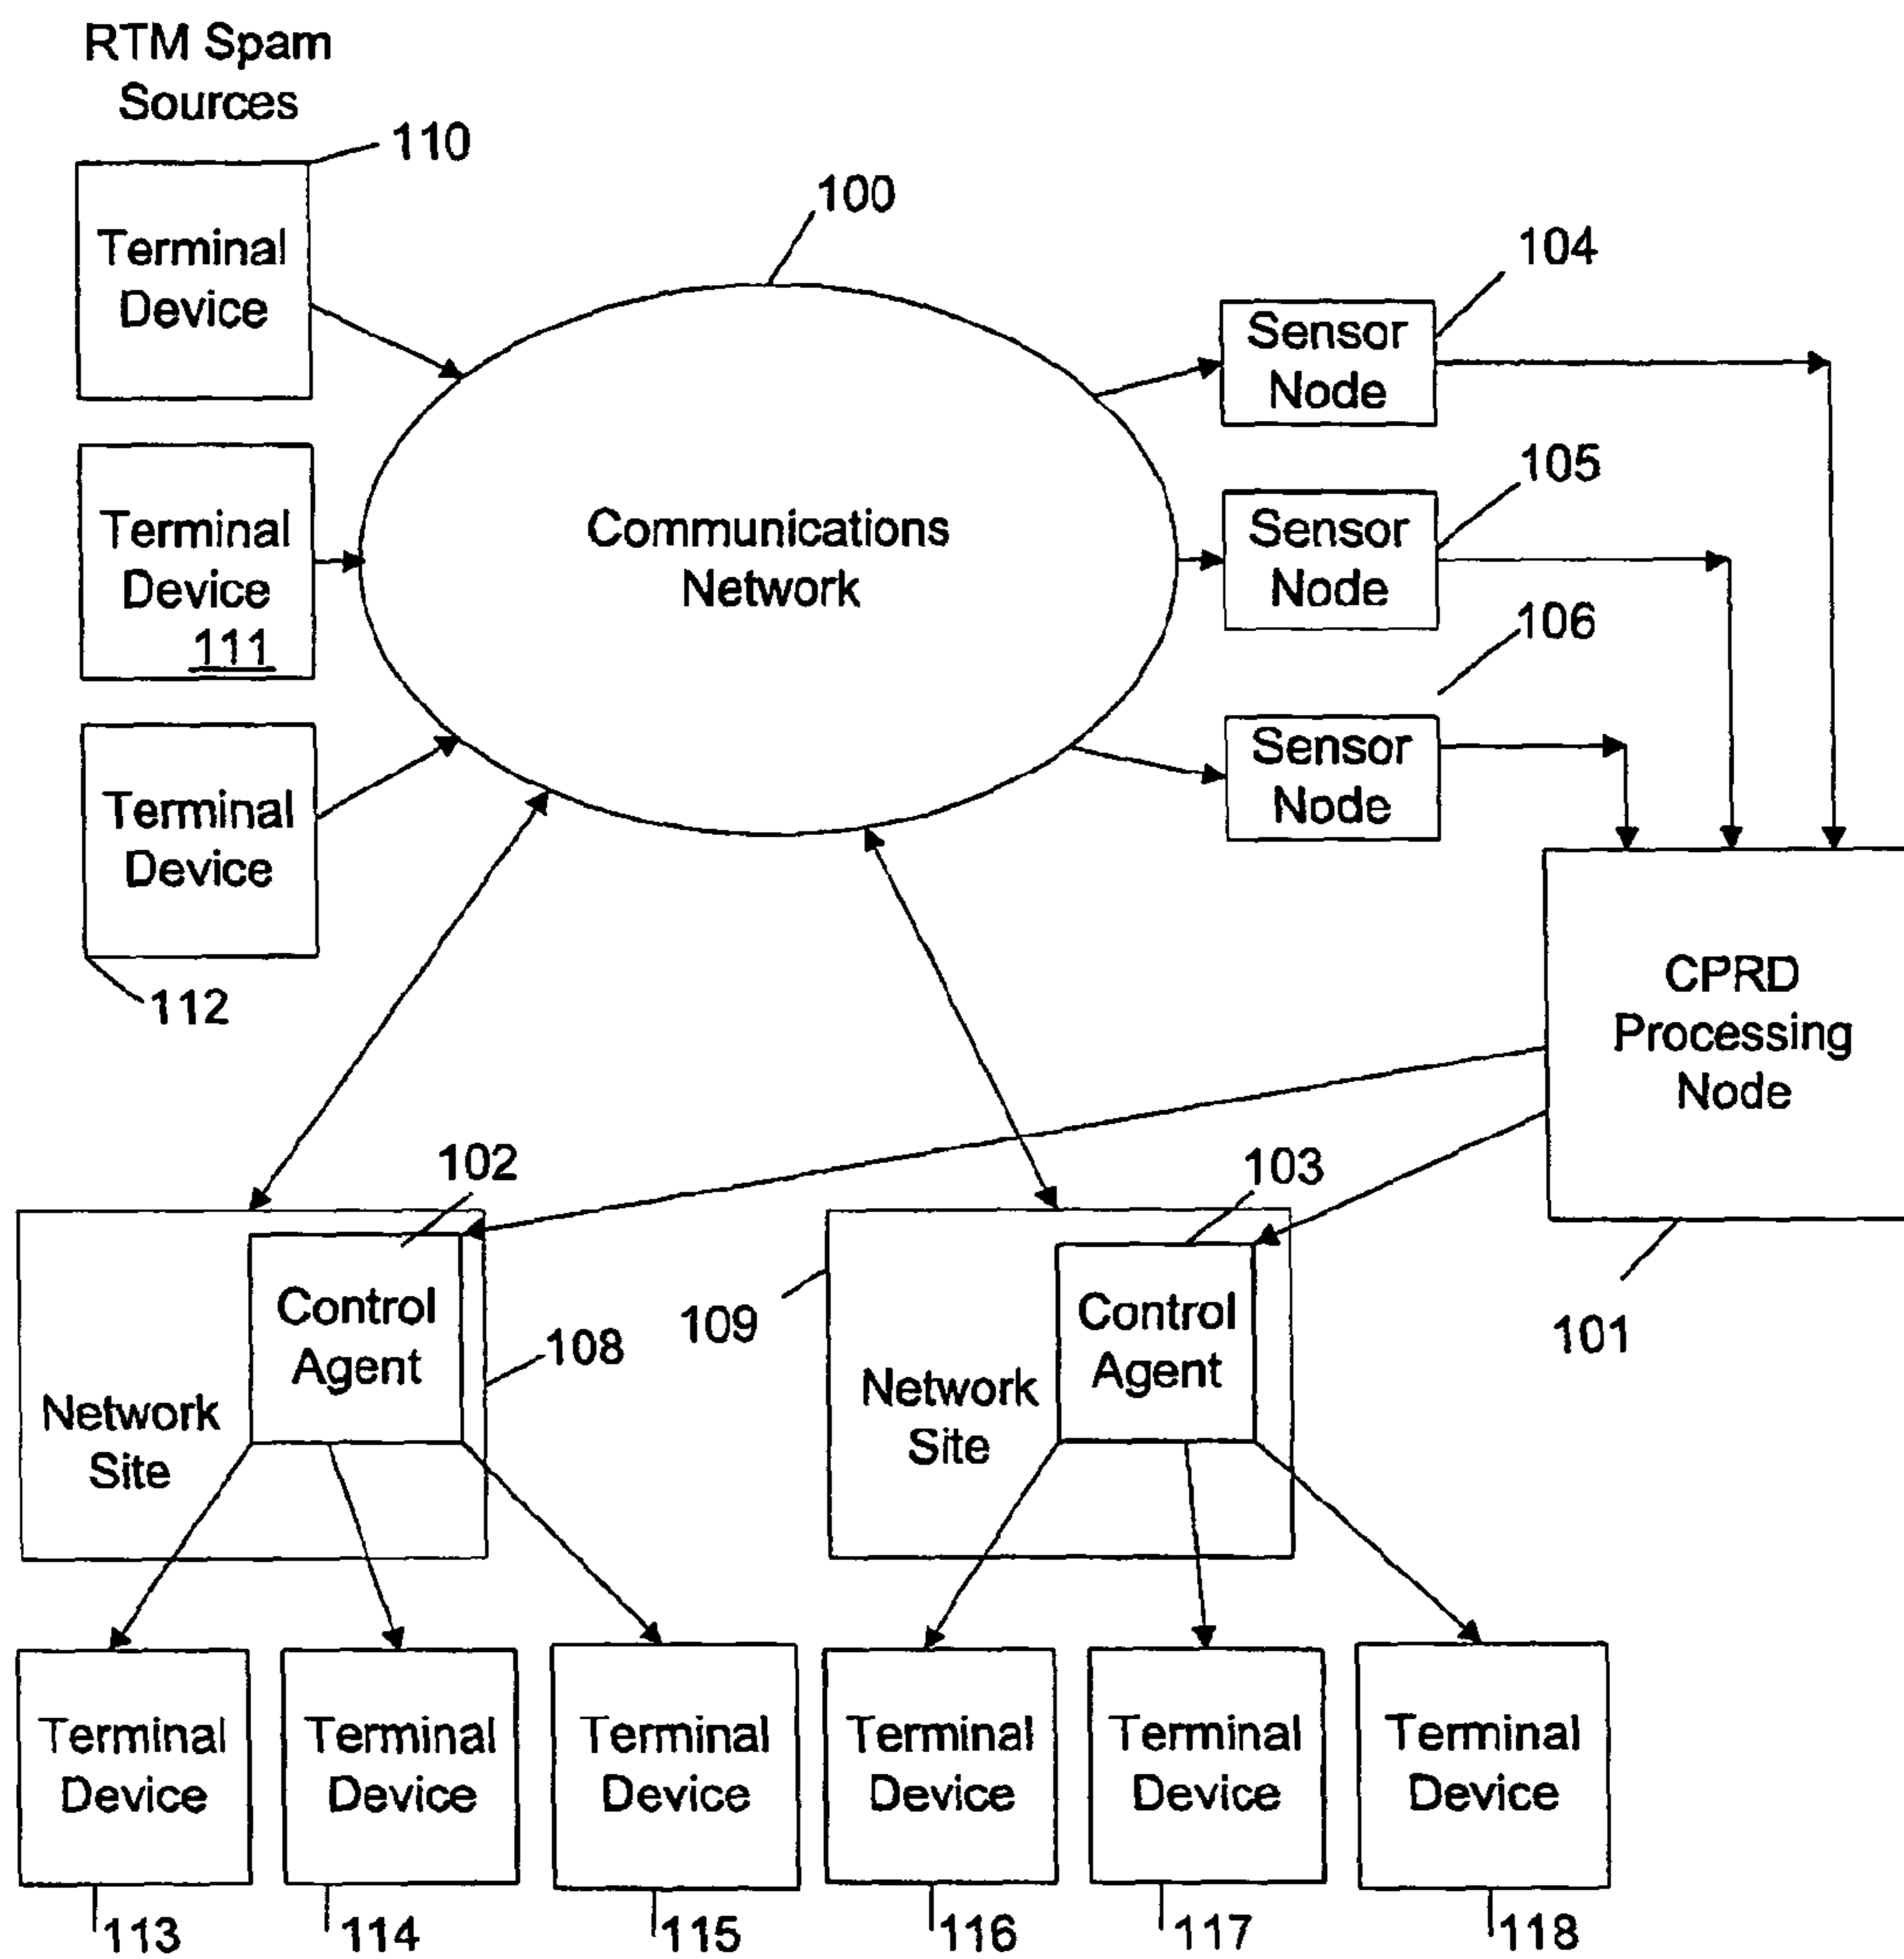 RTM Spam
Sources
110
Terminal
Device
100
104
Sensor
Node
Terminal
Device
111
Communications
Network
105
Sensor
Node
106
Sensor
Node
Terminal
Device
112
CPRD
Processing
Node
101
102
Control
Agent
108
Network
Site
103
109
Control
Agent
Network
Site
Terminal
Device
Terminal
Device
Terminal
Device
Terminal
Device
Terminal
Device
Terminal
Device
113
114
115
116
117
118